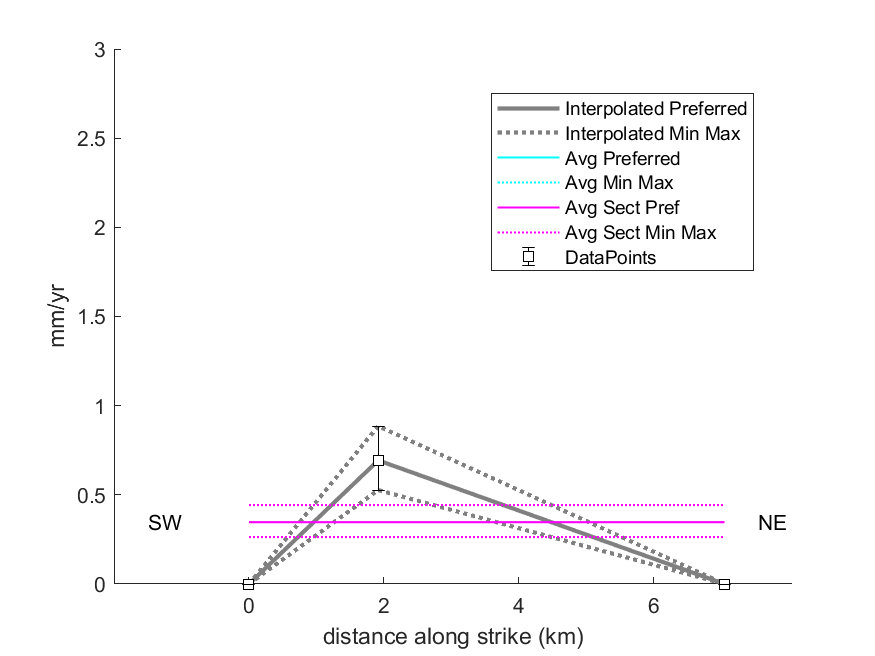 3
2.5
2
1.5
1
0.5
0
mm/yr
Interpolated Preferred
Interpolated Min Max
Avg Preferred
Avg Min Max
Avg Sect Pref
Avg Sect Min Max
DataPoints
SW
NE
0
2
4
6
distance along strike (km)